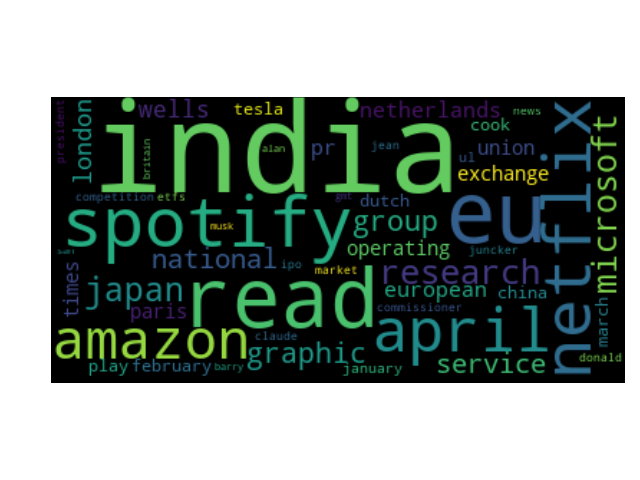 president
london
wells
tesla
netherlands
news
cook
india
britain
alan
pr
jean
ul
union
exchange
netflix
microsoft
competition
etfs
gmt
dutch
spotify
musk
group
eu
operating
juncker
times
national
ipo
market
research
china
japan
read
european
paris
commissioner
march
amazon
claude
april
graphic
service
donald
play
february
barry
january